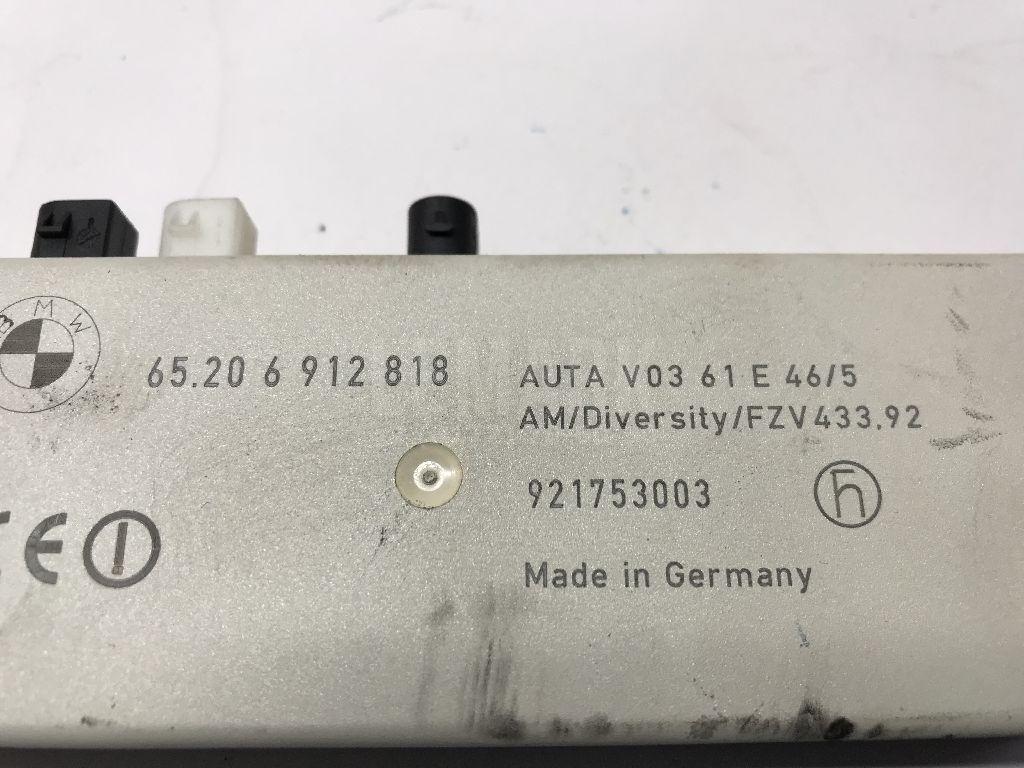 BMW
65.20 6 912 818
AUTA V03 61 E 46/5
AM/Diversity/FZV433.92
921753003
h
CE
Made in Germany